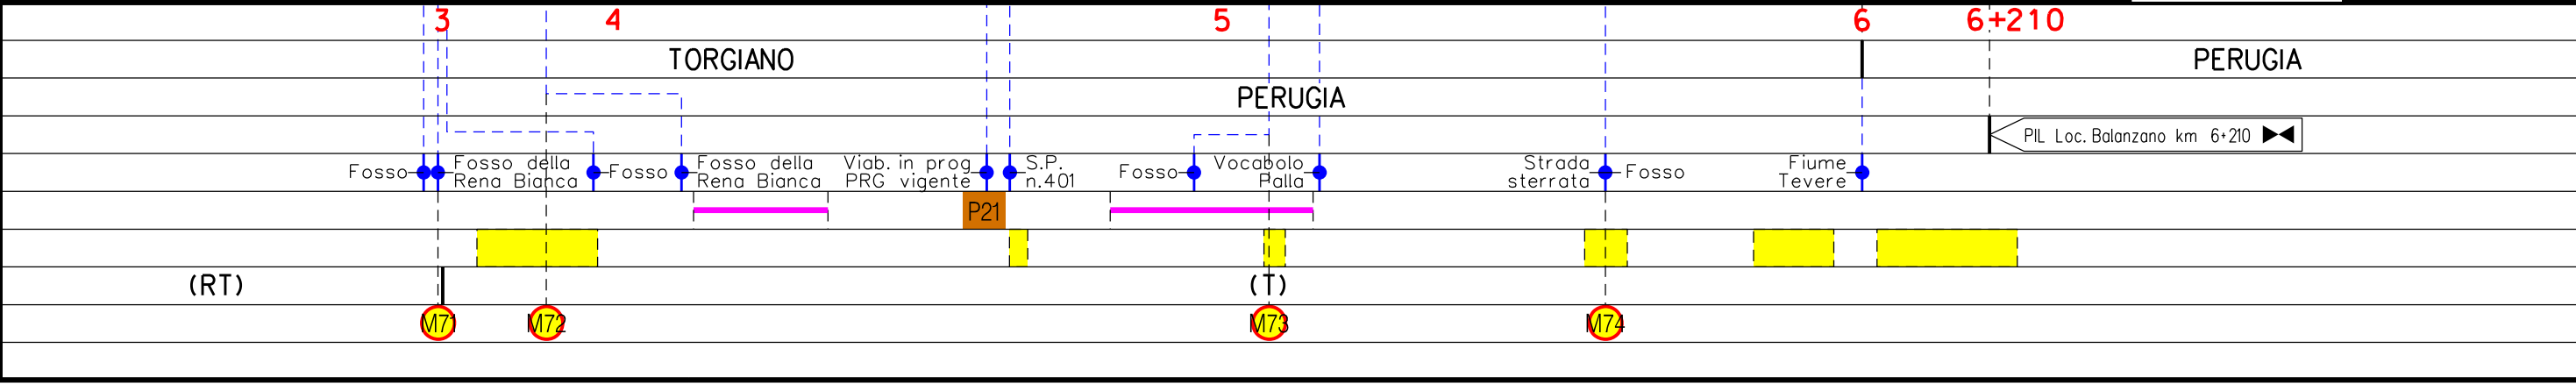 3 4 5 6 6+210
TORGIANO PERUGIA
PERUGIA
PIL Loc. Balanzano km 6+210
Fosso
Fosso della
Rena Bianca
Fosso
Fosso della
Rena Bianca
Viab. in prog
PRG vigente
S.P.
n.401
Fosso
Vocabolo
Palla
Strada
sterrata
Fosso
Fiume
Tevere
P21
(RT) (T)
M71 M72 M73 M74